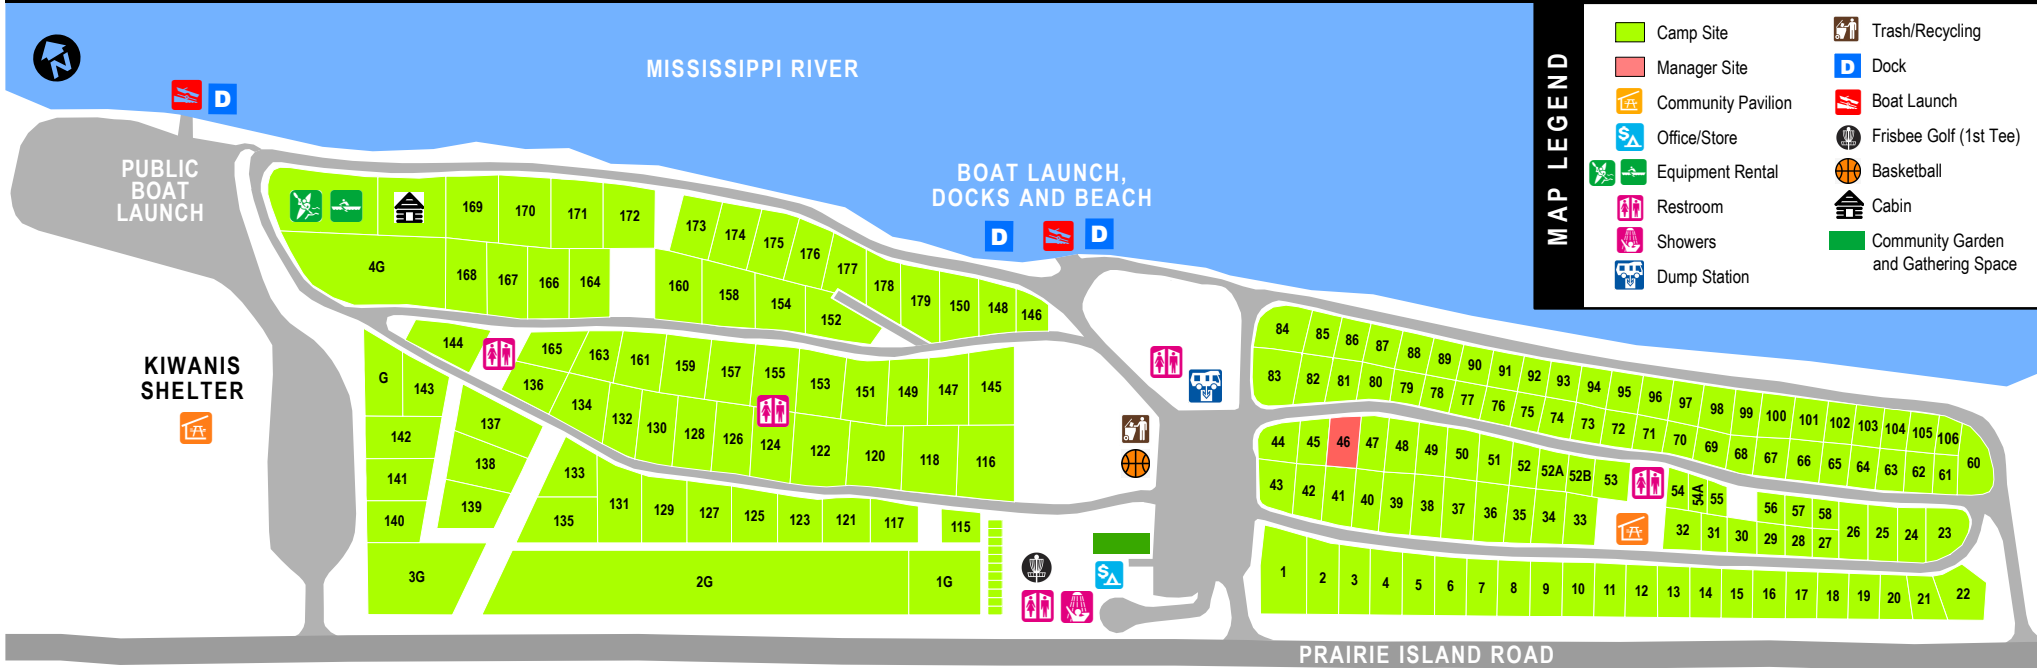 N
MISSISSIPPI RIVER
D
PUBLIC
BOAT
LAUNCH
BOAT LAUNCH,
DOCKS AND BEACH
D
D
MAP LEGEND
Camp Site
Manager Site
Community Pavilion
$
Office/Store
Equipment Rental
Restroom
Showers
Dump Station
Trash/Recycling
D
Dock
Boat Launch
Frisbee Golf (1st Tee)
Basketball
Cabin
Community Garden
and Gathering Space
169 170 171 172
173 174 175 176 177 178 179 150 148 146
4G 168 167 166 164
160 158 154 152
KIWANIS
SHELTER
144 165 163 161 159 157 155 153 151 149 147 145
G 143 136 134 132 130 128 126 124 122 120 118 116
142 137
141 138
140 139
133 135 131 129 127 125 123 121 117 115
3G 2G 1G
$
84 85 86 87 88 89 90 91 92 93 94 95 96 97 98 99 100 101 102 103 104 105 106
83 82 81 80 79 78 77 76 75 74 73 72 71 70 69 68 67 66 65 64 63 62 61 60
44 45 46 47 48 49 50 51 52 52A 52B 53 54 54A 55 56 57 58
43 42 41 40 39 38 37 36 35 34 33 32 31 30 29 28 27 26 25 24 23
1 2 3 4 5 6 7 8 9 10 11 12 13 14 15 16 17 18 19 20 21 22
PRAIRIE ISLAND ROAD